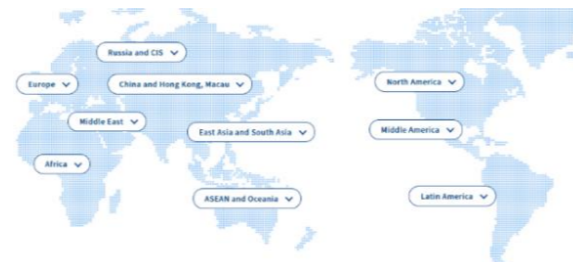 Russia and CIS
Europe
China and Hong Kong, Macau
North America
Middle East
East Asia and South Asia
Middle America
Africa
ASEAN and Oceania
Latin America